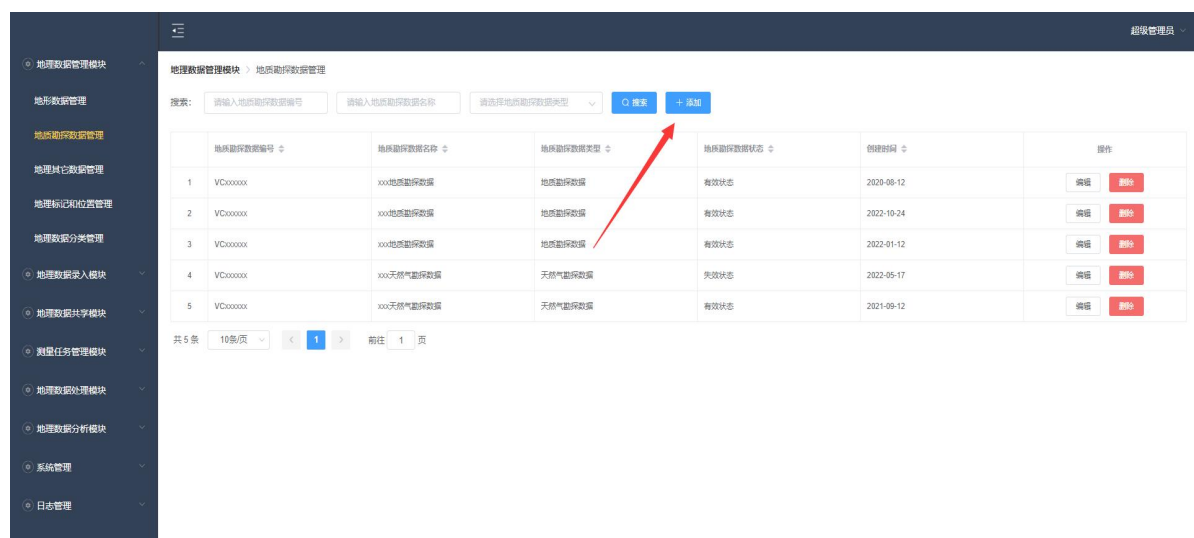 超级管理员
地理数据管理模块
地形数据管理
地质勘探数据管理
地理其它数据管理
地理标记和位置管理
地理数据分类管理
地理数据录入模块
地理数据共享模块
测量任务管理模块
地理数据处理模块
地理数据分析模块
系统管理
日志管理
地理数据管理模块 > 地质勘探数据管理
搜索: 请输入地质勘探数据编号 请输入地质勘探数据名称 请选择地质勘探数据类型 搜索 + 添加
地质勘探数据编号 地质勘探数据名称 地质勘探数据类型 地质勘探数据状态 创建时间 操作
1 VCxxxxxx xxx地质勘探数据 地质勘探数据 有效状态 2020-08-12 编辑 删除
2 VCxxxxxx xxx地质勘探数据 地质勘探数据 有效状态 2022-10-24 编辑 删除
3 VCxxxxxx xxx地质勘探数据 地质勘探数据 有效状态 2022-01-12 编辑 删除
4 VCxxxxxx xxx天然气勘探数据 天然气勘探数据 失效状态 2022-05-17 编辑 删除
5 VCxxxxxx xxx天然气勘探数据 天然气勘探数据 有效状态 2021-09-12 编辑 删除
共 5 条 10条/页 < 1 > 前往 1 页